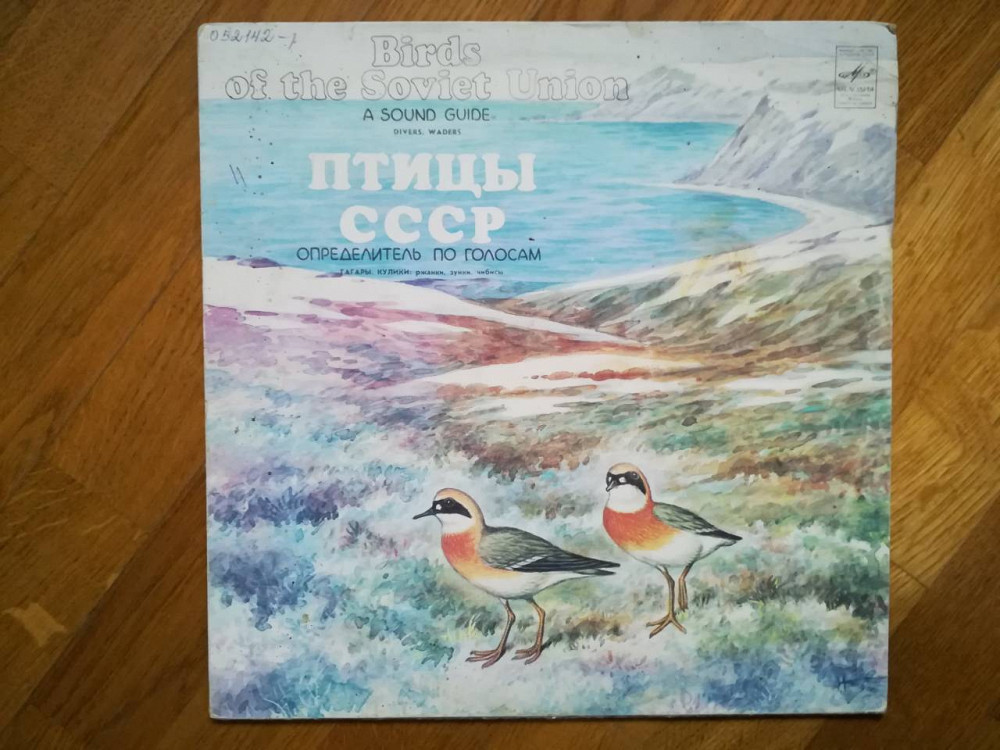 052142-1
Birds
of the Soviet Union
A SOUND GUIDE
DIVERS, WADERS
ПТИЦЫ
СССР
ОПРЕДЕЛИТЕЛЬ ПО ГОЛОСАМ
ГАГАРЫ, КУЛИКИ: ржанки, зуйки, чибисы